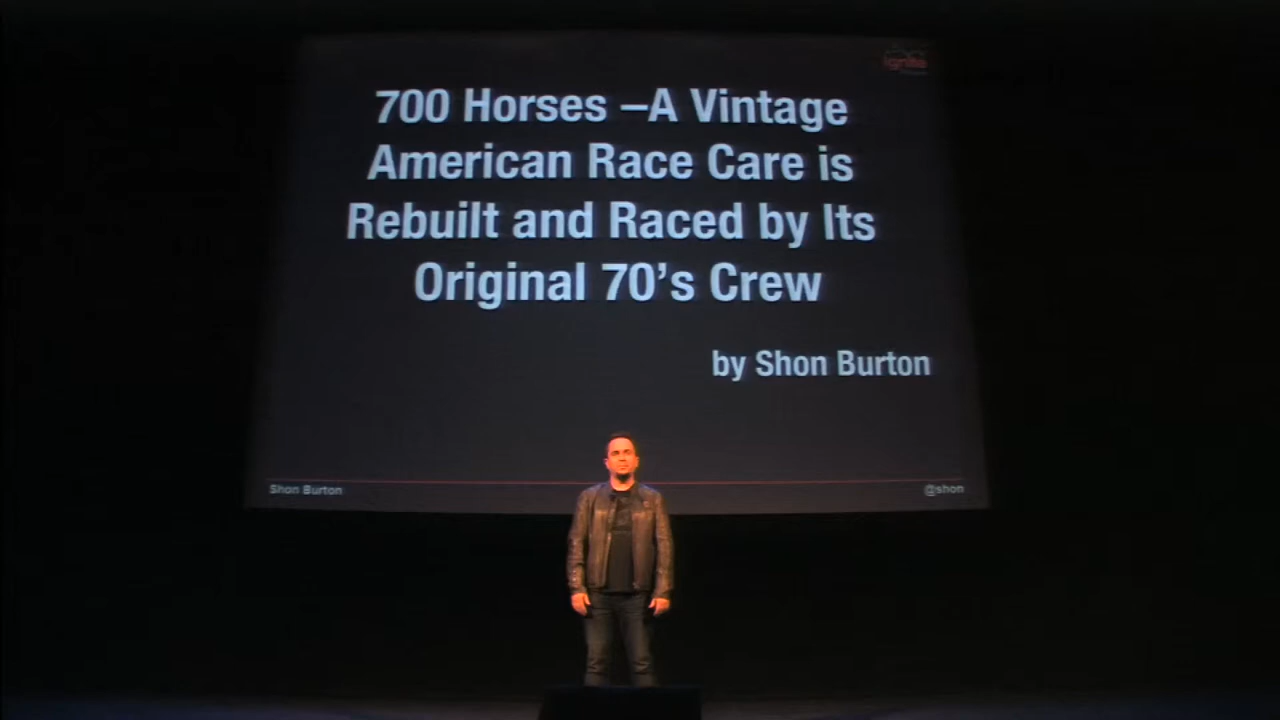 ignite
700 Horses –A Vintage
American Race Care is
Rebuilt and Raced by Its
Original 70's Crew
by Shon Burton
Shon Burton
@shon